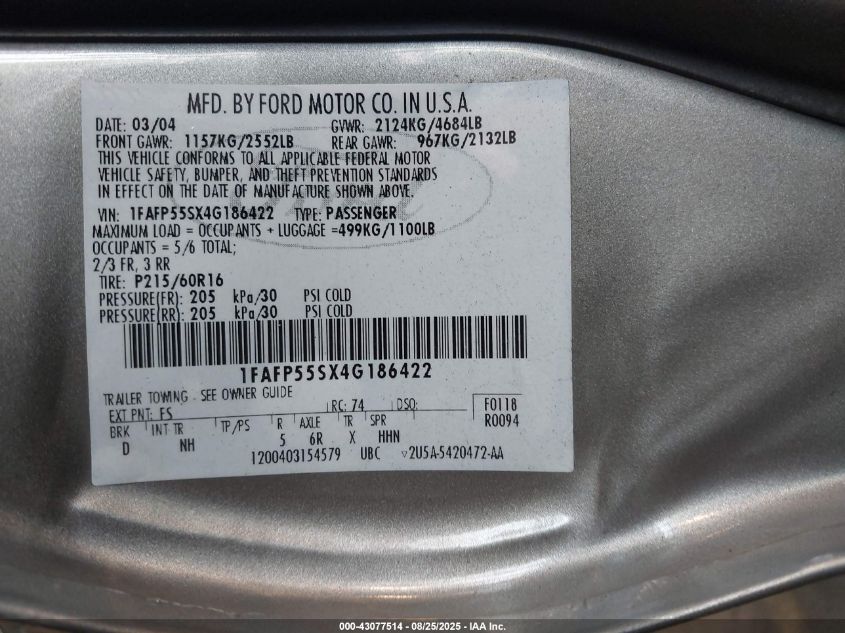 MFD. BY FORD MOTOR CO. IN U.S.A.
DATE: 03/04 GVWR: 2124KG/4684LB
FRONT GAWR: 1157KG/2552LB REAR GAWR: 967KG/2132LB
THIS VEHICLE CONFORMS TO ALL APPLICABLE FEDERAL MOTOR
VEHICLE SAFETY, BUMPER, AND THEFT PREVENTION STANDARDS
IN EFFECT ON THE DATE OF MANUFACTURE SHOWN ABOVE.
VIN: 1FAFP55SX4G186422 TYPE: PASSENGER
MAXIMUM LOAD = OCCUPANTS + LUGGAGE =499KG/1100LB
OCCUPANTS = 5/6 TOTAL;
2/3 FR, 3 RR
TIRE: P215/60R16
PRESSURE(FR): 205 kPa/30 PSI COLD
PRESSURE(RR): 205 kPa/30 PSI COLD
1FAFP55SX4G186422
TRAILER TOWING - SEE OWNER GUIDE
EXT PNT: FS RC: 74 DSO: F0118
BRK INT TR TP/PS R AXLE TR SPR R0094
D NH 5 6R X HHN
1200403154579 UBC ▽2U5A-5420472-AA
000-43077514 - 08/25/2025 - IAA Inc.